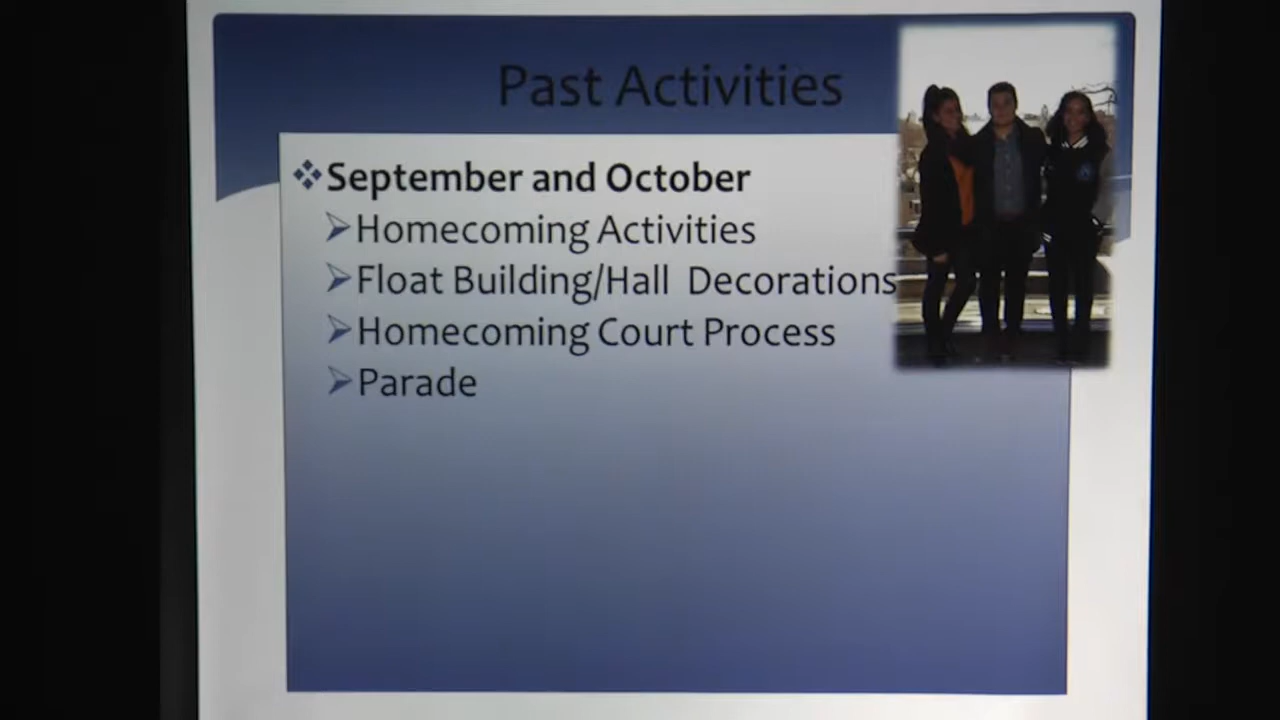 Past Activities
September and October
Homecoming Activities
Float Building/Hall Decorations
Homecoming Court Process
Parade